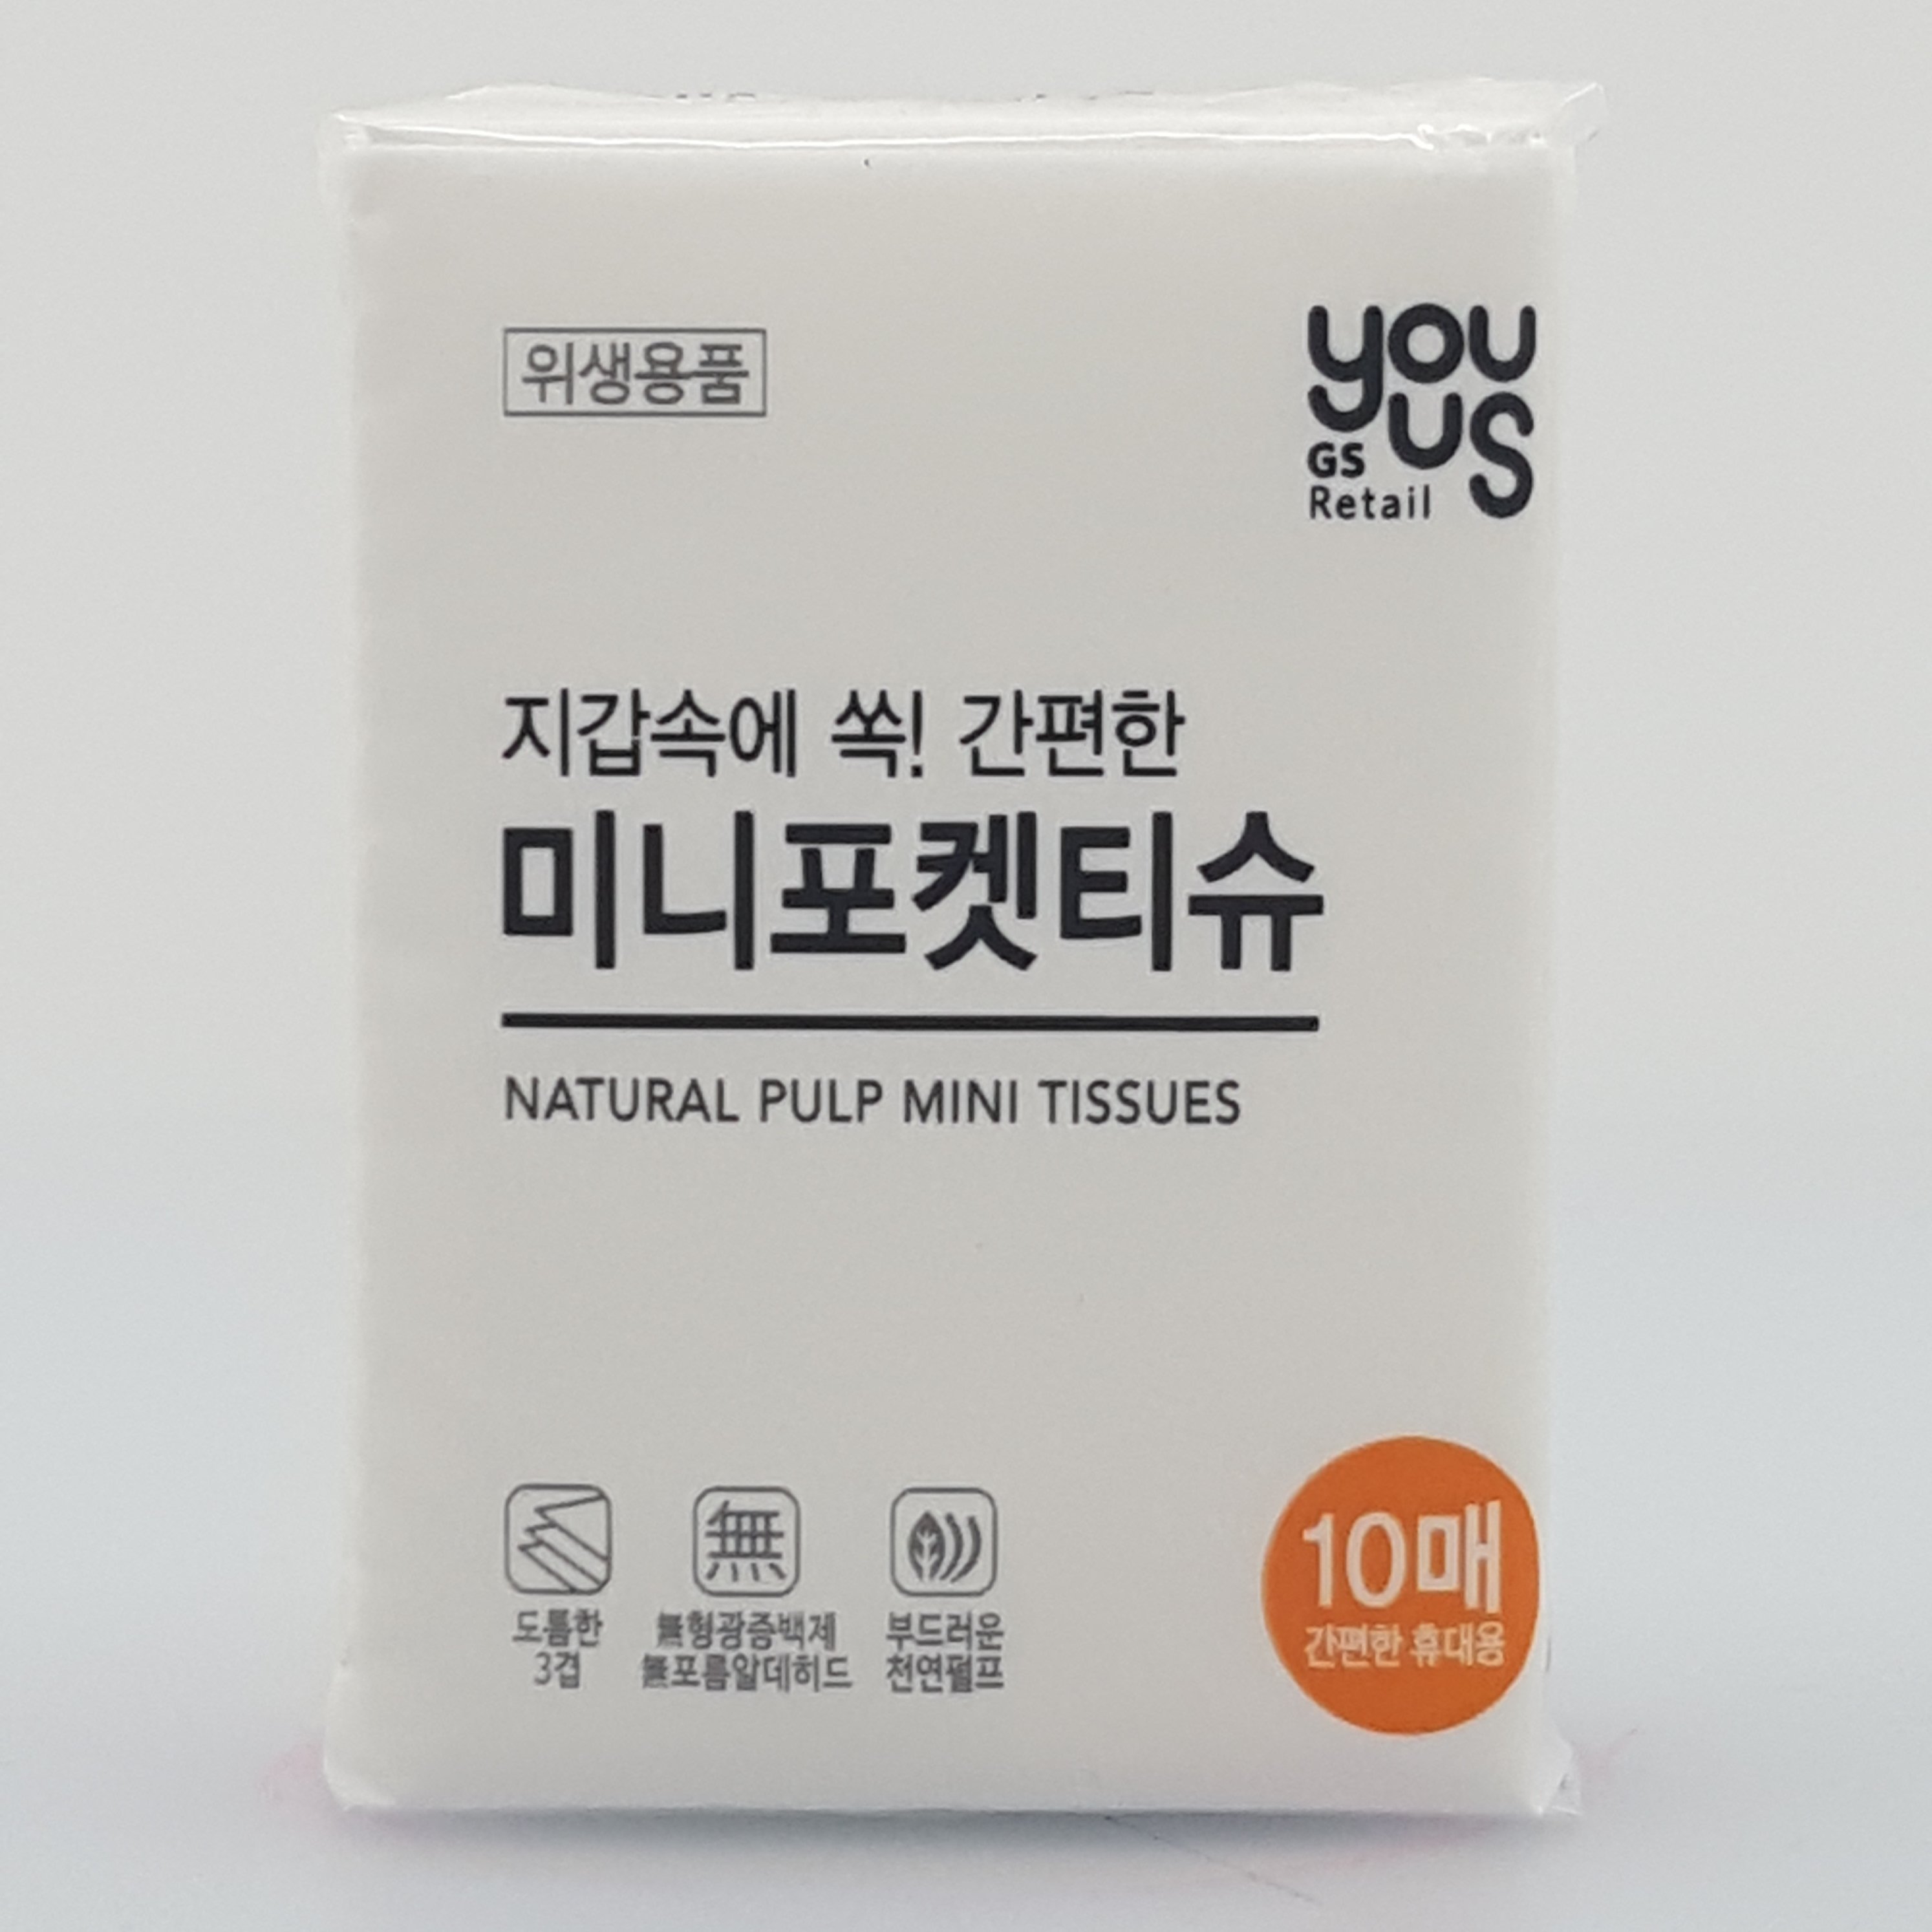 위생용품
you
us
GS
Retail
지갑속에 쏙! 간편한
미니포켓티슈
NATURAL PULP MINI TISSUES
도톰한
3겹
無
無형광증백제
無포름알데히드
부드러운
천연펄프
10매
간편한 휴대용